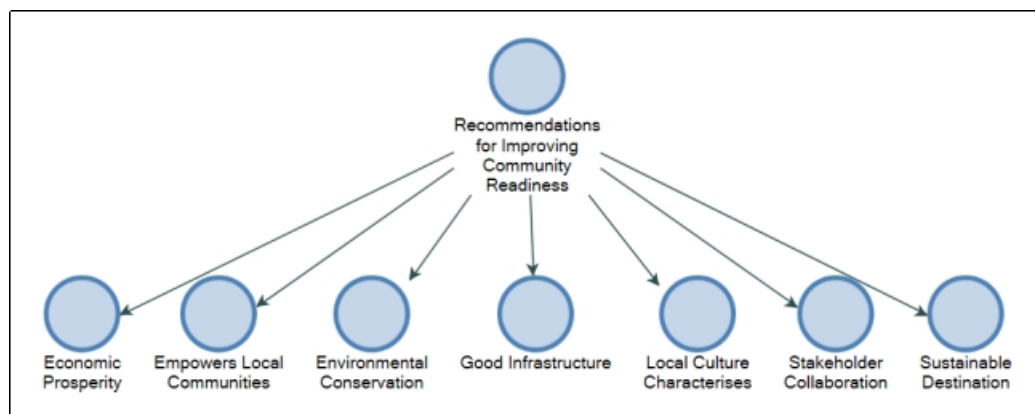 Recommendations
for Improving
Community
Readiness
Economic
Prosperity
Empowers Local
Communities
Environmental
Conservation
Good Infrastructure
Local Culture
Characterises
Stakeholder
Collaboration
Sustainable
Destination